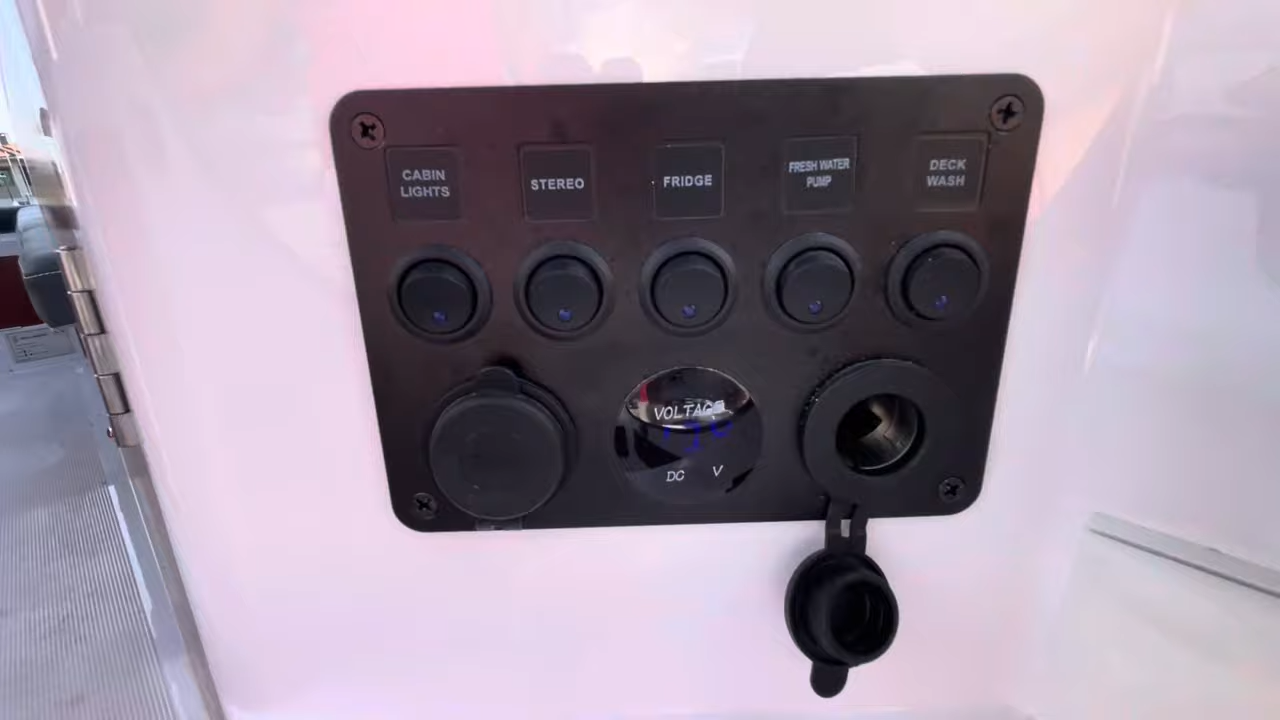 CABIN
LIGHTS
STEREO
FRIDGE
FRESH WATER
PUMP
DECK
WASH
VOLTAGE
DC V